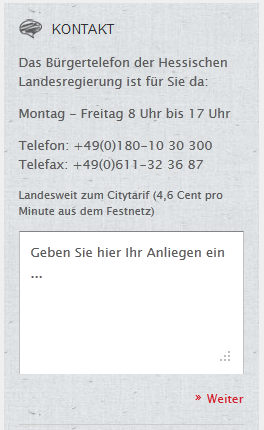 KONTAKT
Das Bürgertelefon der Hessischen
Landesregierung ist für Sie da:
Montag - Freitag 8 Uhr bis 17 Uhr
Telefon: +49(0)180-10 30 300
Telefax: +49(0)611-32 36 87
Landesweit zum Citytarif (4,6 Cent pro
Minute aus dem Festnetz)
Geben Sie hier Ihr Anliegen ein
...
» Weiter